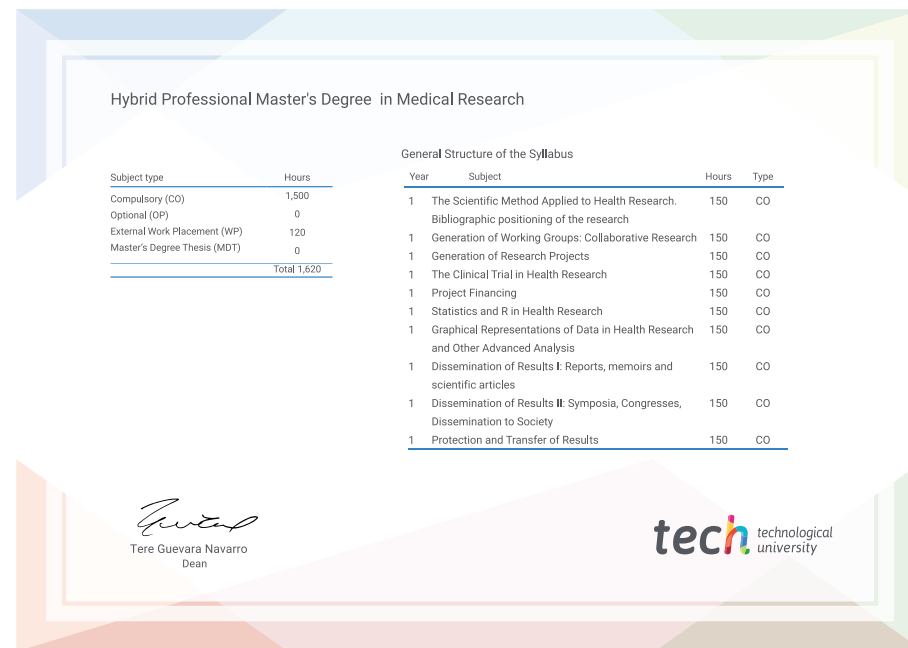 Hybrid Professional Master's Degree in Medical Research
Subject type Hours
Compulsory (CO) 1,500
Optional (OP) 0
External Work Placement (WP) 120
Master's Degree Thesis (MDT) 0
Total 1,620
General Structure of the Syllabus
Year Subject Hours Type
1 The Scientific Method Applied to Health Research. 150 CO
Bibliographic positioning of the research
1 Generation of Working Groups: Collaborative Research 150 CO
1 Generation of Research Projects 150 CO
1 The Clinical Trial in Health Research 150 CO
1 Project Financing 150 CO
1 Statistics and R in Health Research 150 CO
1 Graphical Representations of Data in Health Research 150 CO
and Other Advanced Analysis
1 Dissemination of Results I: Reports, memoirs and 150 CO
scientific articles
1 Dissemination of Results II: Symposia, Congresses, 150 CO
Dissemination to Society
1 Protection and Transfer of Results 150 CO
Tere Guevara Navarro
Dean
tech technological
university